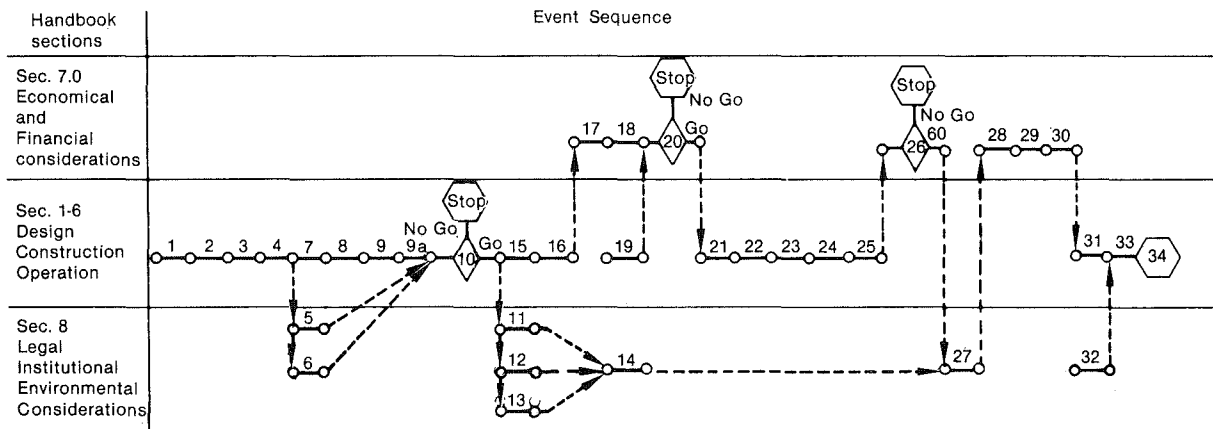 Handbook
sections
Event Sequence
Sec. 7.0
Economical
and
Financial
considerations
Stop
No Go
17 18 20 Go
Stop
No Go
26 60 28 29 30
Sec. 1-6
Design
Construction
Operation
Stop
No Go
1 2 3 4 7 8 9 9a 10 Go 15 16 19 21 22 23 24 25 31 33 34
Sec. 8
Legal
Institutional
Environmental
Considerations
5
6
11
12
13
14
27
32